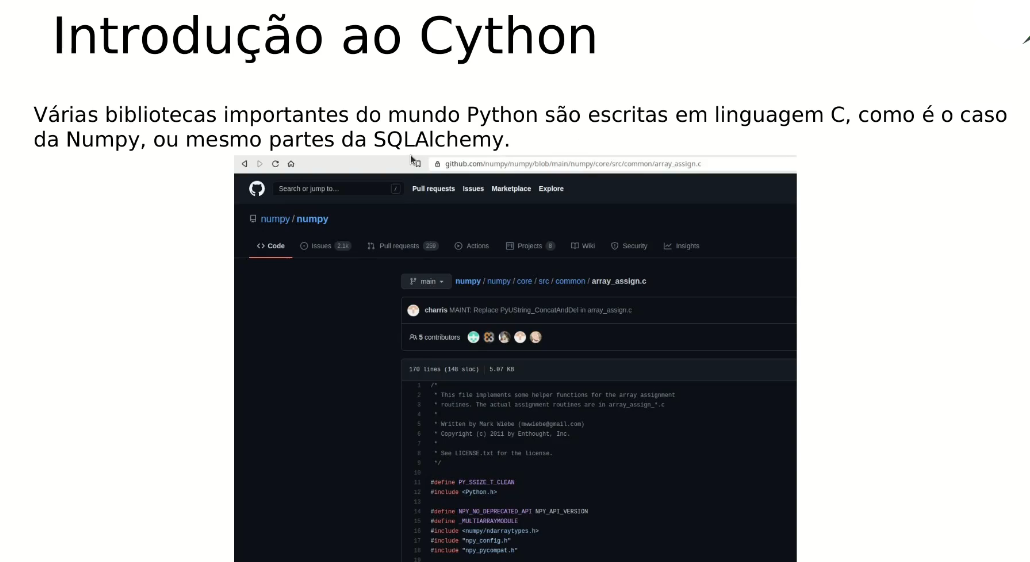 Introdução ao Cython
Várias bibliotecas importantes do mundo Python são escritas em linguagem C, como é o caso
da Numpy, ou mesmo partes da SQLAlchemy.
github.com/numpy/numpy/blob/main/numpy/core/src/common/array_assign.c
Search or jump to... / Pull requests Issues Marketplace Explore
numpy / numpy
<> Code Issues 2.1k Pull requests 250 Actions Projects 8 Wiki Security Insights
main numpy / numpy / core / src / common / array_assign.c
charris MAINT: Replace PyUString_ConcatAndDel in array_assign.c
5 contributors
170 lines (148 sloc) 5.07 KB
1 /*
2 * This file implements some helper functions for the array assignment
3 * routines. The actual assignment routines are in array_assign_*.c
4 *
5 * Written by Mark Wiebe (mwwiebe@gmail.com)
6 * Copyright (c) 2011 by Enthought, Inc.
7 *
8 * See LICENSE.txt for the license.
9 */
10
11 #define PY_SSIZE_T_CLEAN
12 #include <Python.h>
13
14 #define NPY_NO_DEPRECATED_API NPY_API_VERSION
15 #define _MULTIARRAYMODULE
16 #include <numpy/ndarraytypes.h>
17 #include "npy_config.h"
18 #include "npy_pycompat.h"